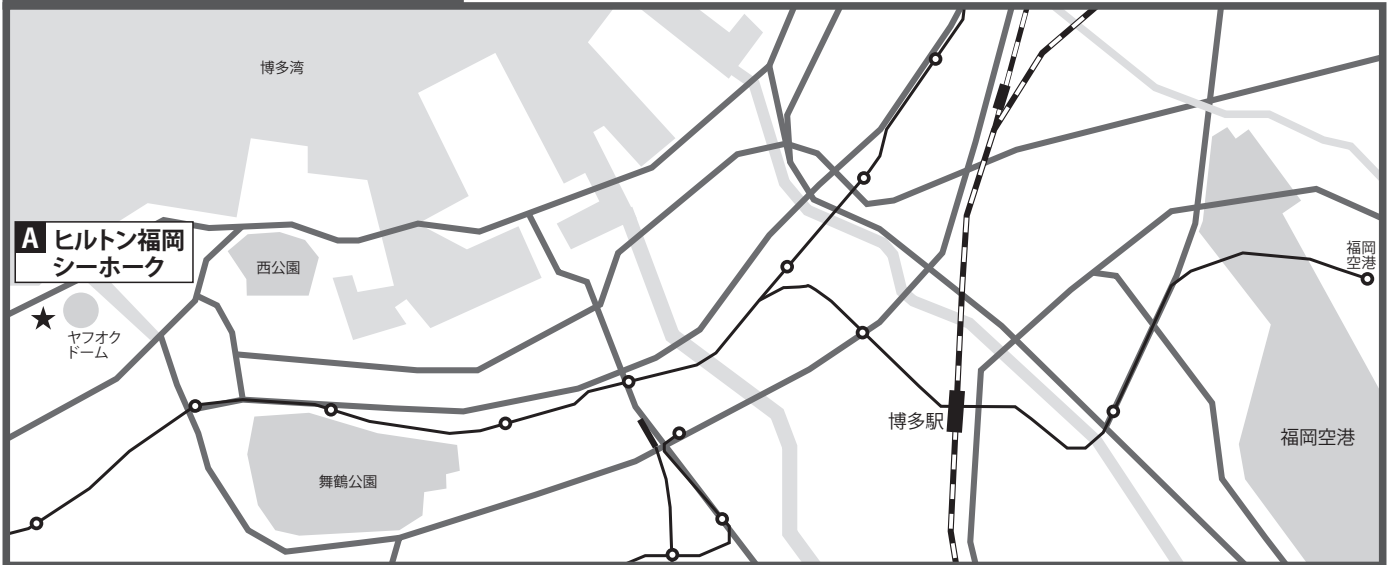 博多湾
A ヒルトン福岡
シーホーク
西公園
ヤフオク
ドーム
舞鶴公園
博多駅
福岡
空港
福岡空港